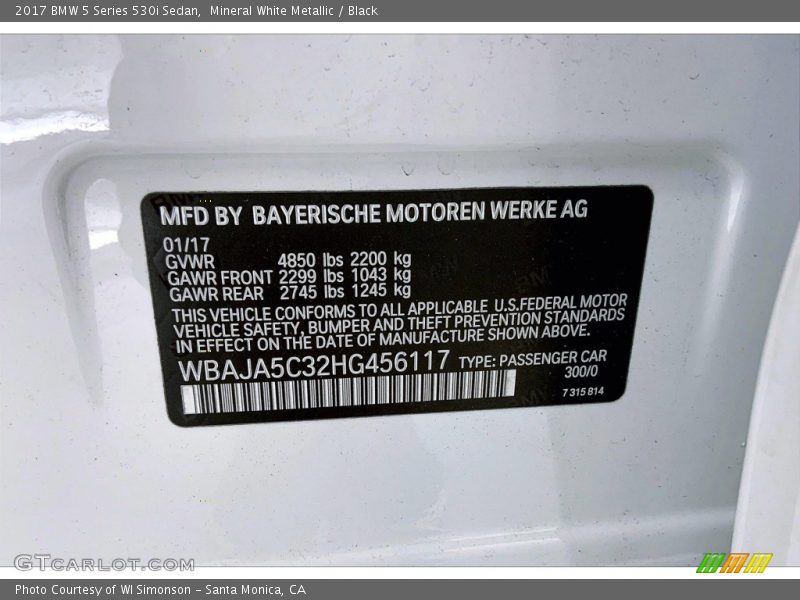 2017 BMW 5 Series 530i Sedan,  Mineral White Metallic / Black
MFD BY BAYERISCHE MOTOREN WERKE AG
01/17
GVWR 4850 lbs 2200 kg
GAWR FRONT 2299 lbs 1043 kg
GAWR REAR 2745 lbs 1245 kg
THIS VEHICLE CONFORMS TO ALL APPLICABLE U.S.FEDERAL MOTOR
VEHICLE SAFETY, BUMPER AND THEFT PREVENTION STANDARDS
IN EFFECT ON THE DATE OF MANUFACTURE SHOWN ABOVE.
WBAJA5C32HG456117 TYPE: PASSENGER CAR
300/0
7 315 814
GTCARLOT.COM
Photo Courtesy of WI Simonson - Santa Monica, CA